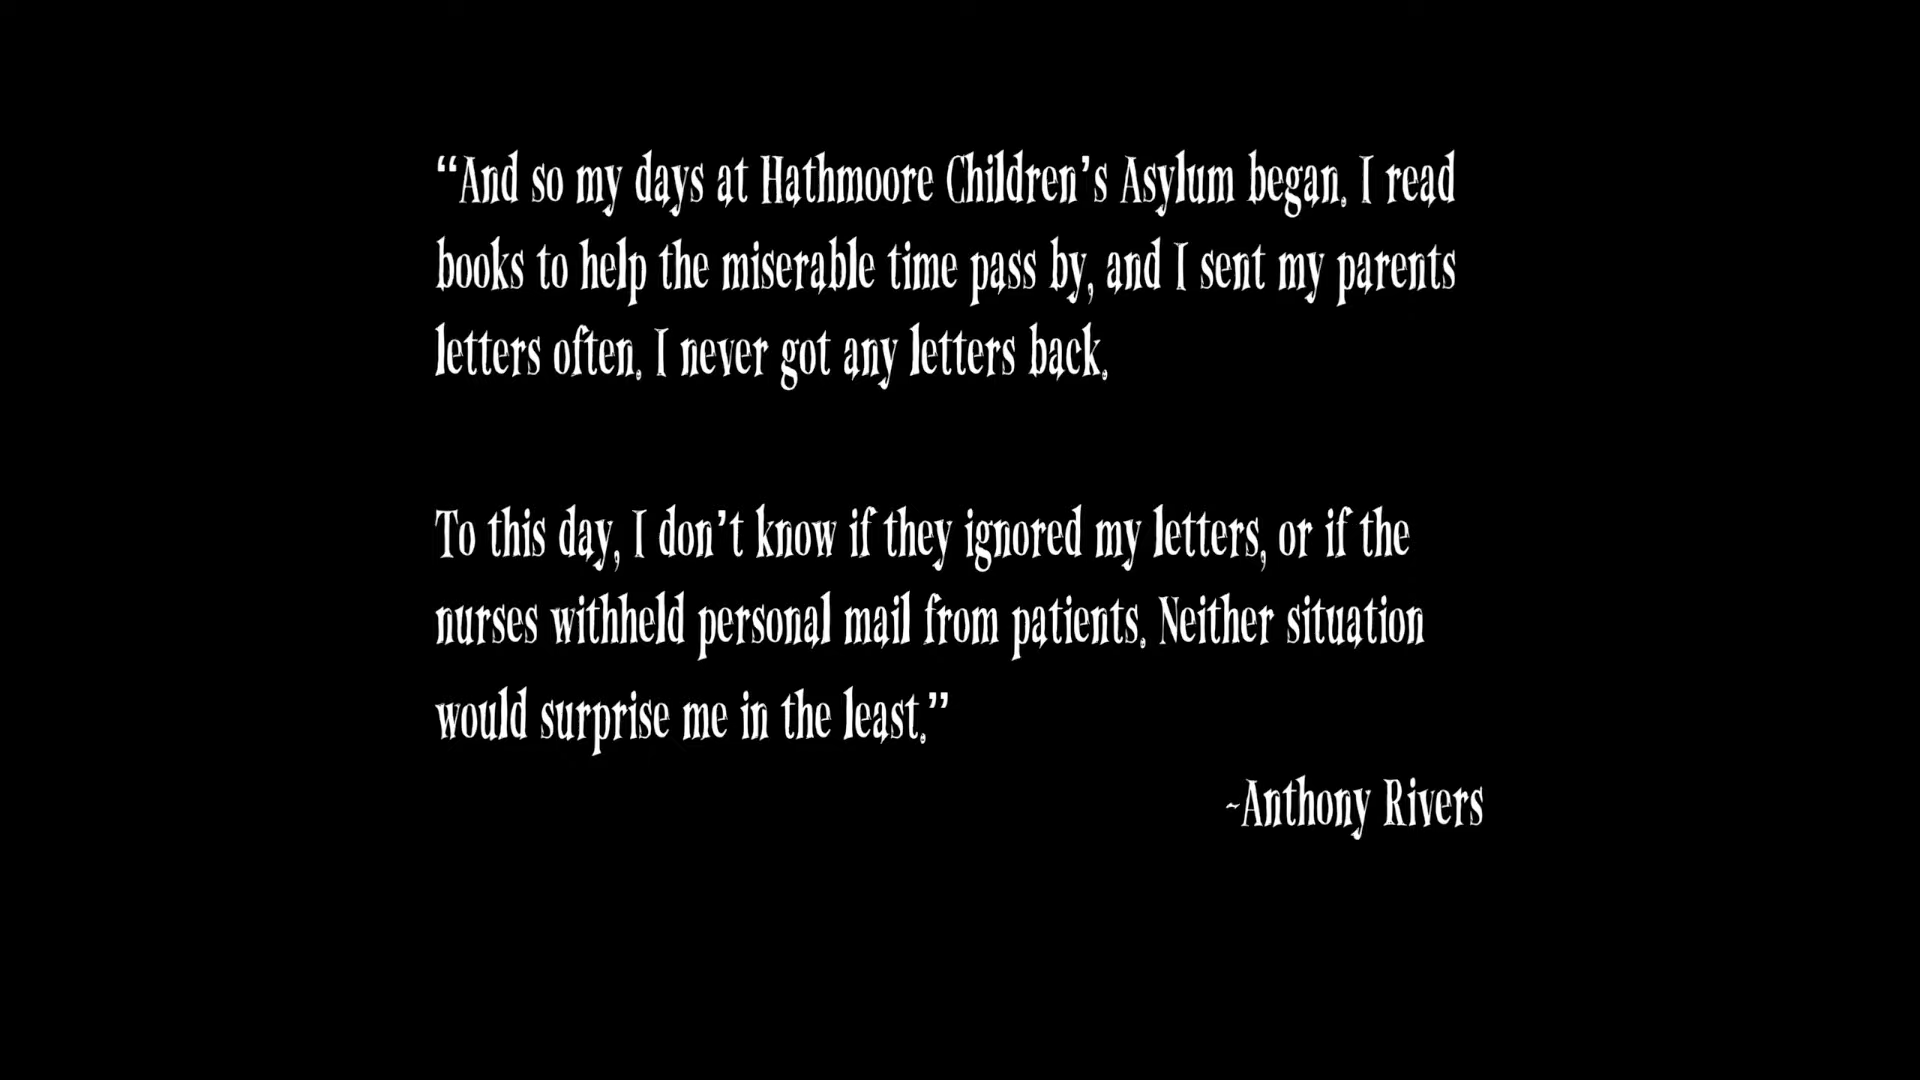 “And so my days at Hathmoore Children’s Asylum began. I read
books to help the miserable time pass by, and I sent my parents
letters often. I never got any letters back.
To this day, I don’t know if they ignored my letters, or if the
nurses withheld personal mail from patients. Neither situation
would surprise me in the least.”
~Anthony Rivers